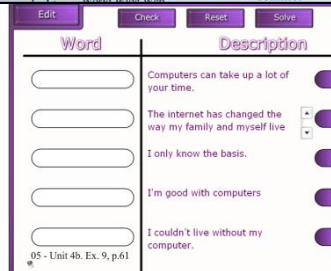 Edit
Check
Reset
Solve
Word
Description
Computers can take up a lot of
your time.
The internet has changed the
way my family and myself live
I only know the basis.
I'm good with computers
I couldn't live without my
computer.
05 - Unit 4b. Ex. 9, p.61